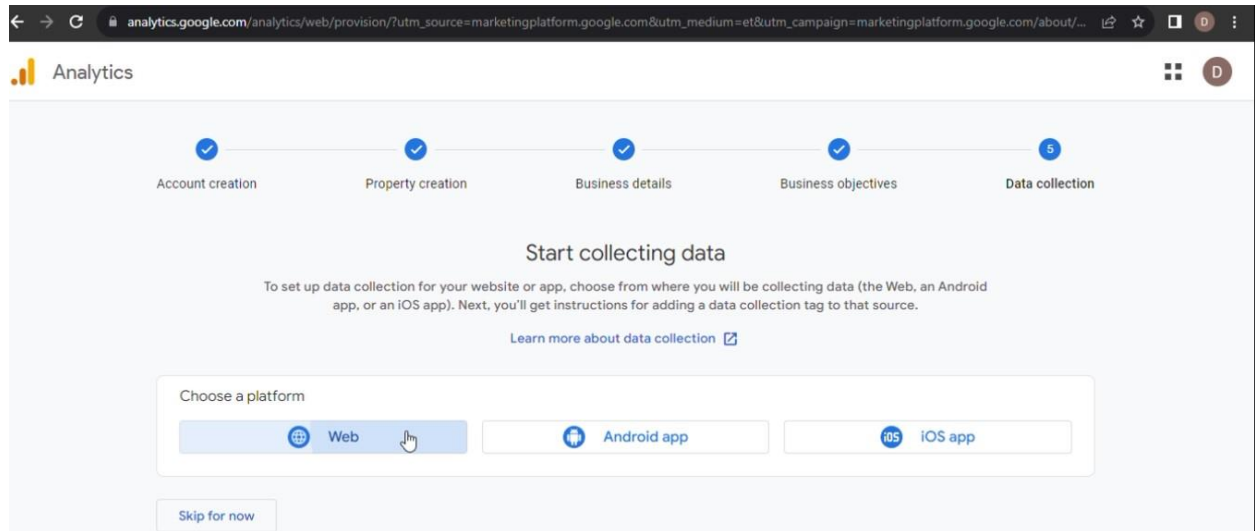 analytics.google.com/analytics/web/provision/?utm_source=marketingplatform.google.com&utm_medium=et&utm_campaign=marketingplatform.google.com/about/...
D
Analytics
D
5
Account creation
Property creation
Business details
Business objectives
Data collection
Start collecting data
To set up data collection for your website or app, choose from where you will be collecting data (the Web, an Android
app, or an iOS app). Next, you'll get instructions for adding a data collection tag to that source.
Learn more about data collection
Choose a platform
Web
Android app
iOS
iOS app
Skip for now